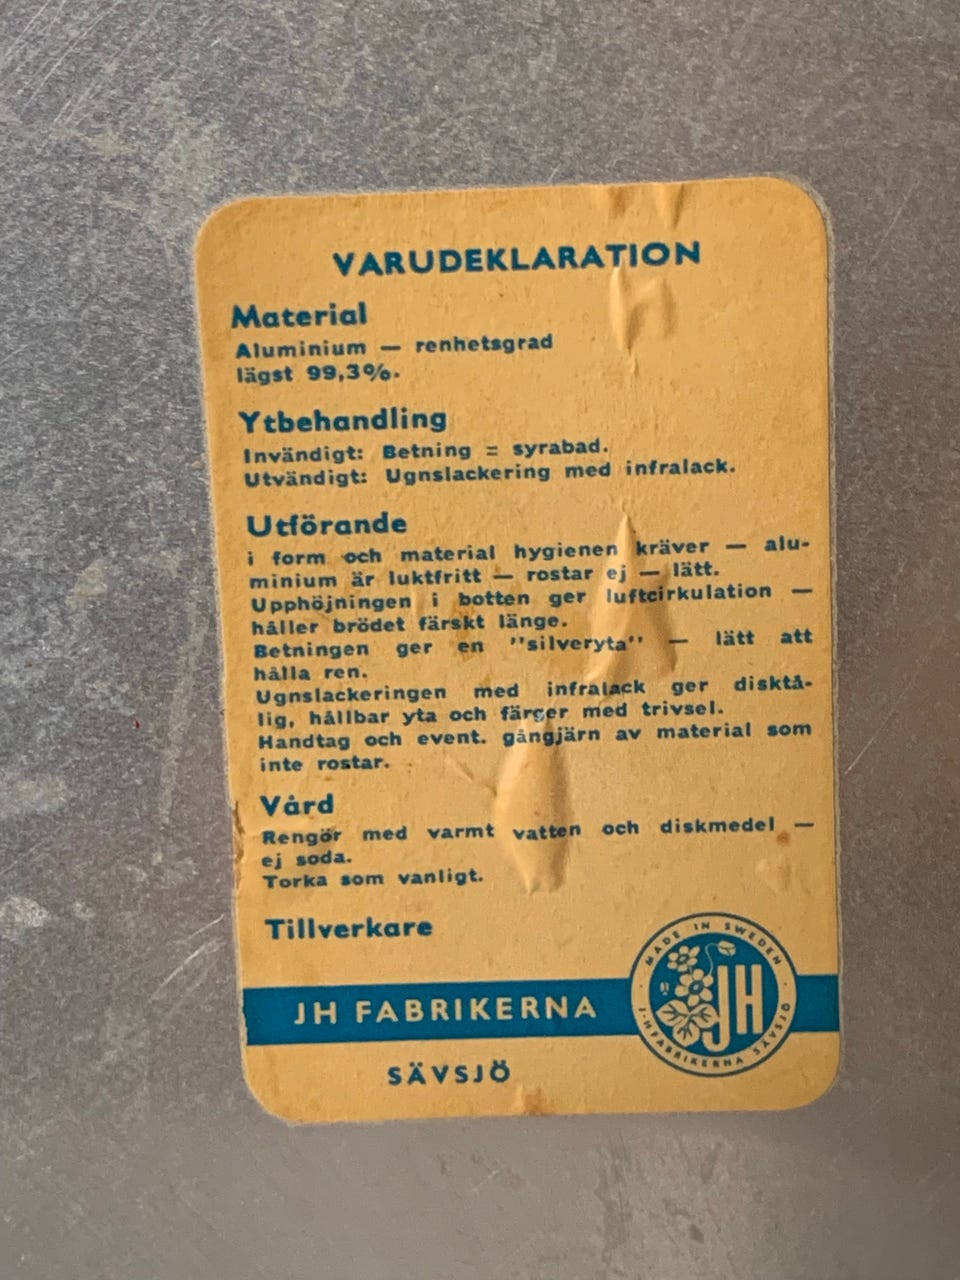 VARUDEKLARATION
Material
Aluminium — renhetsgrad
lägst 99,3%.
Ytbehandling
Invändigt: Betning = syrabad.
Utvändigt: Ugnslackering med infralack.
Utförande
i form och material hygienen kräver — alu-
minium är luktfritt — rostar ej — lätt.
Upphöjningen i botten ger luftcirkulation —
håller brödet färskt länge.
Betningen ger en "silveryta" — lätt att
hålla ren.
Ugnslackeringen med infralack ger disktå-
lig, hållbar yta och färger med trivsel.
Handtag och event. gångjärn av material som
inte rostar.
Vård
Rengör med varmt vatten och diskmedel —
ej soda.
Torka som vanligt.
Tillverkare
MADE IN SWEDEN
JH
J·H FABRIKERNA SÄVSJÖ
JH FABRIKERNA
SÄVSJÖ